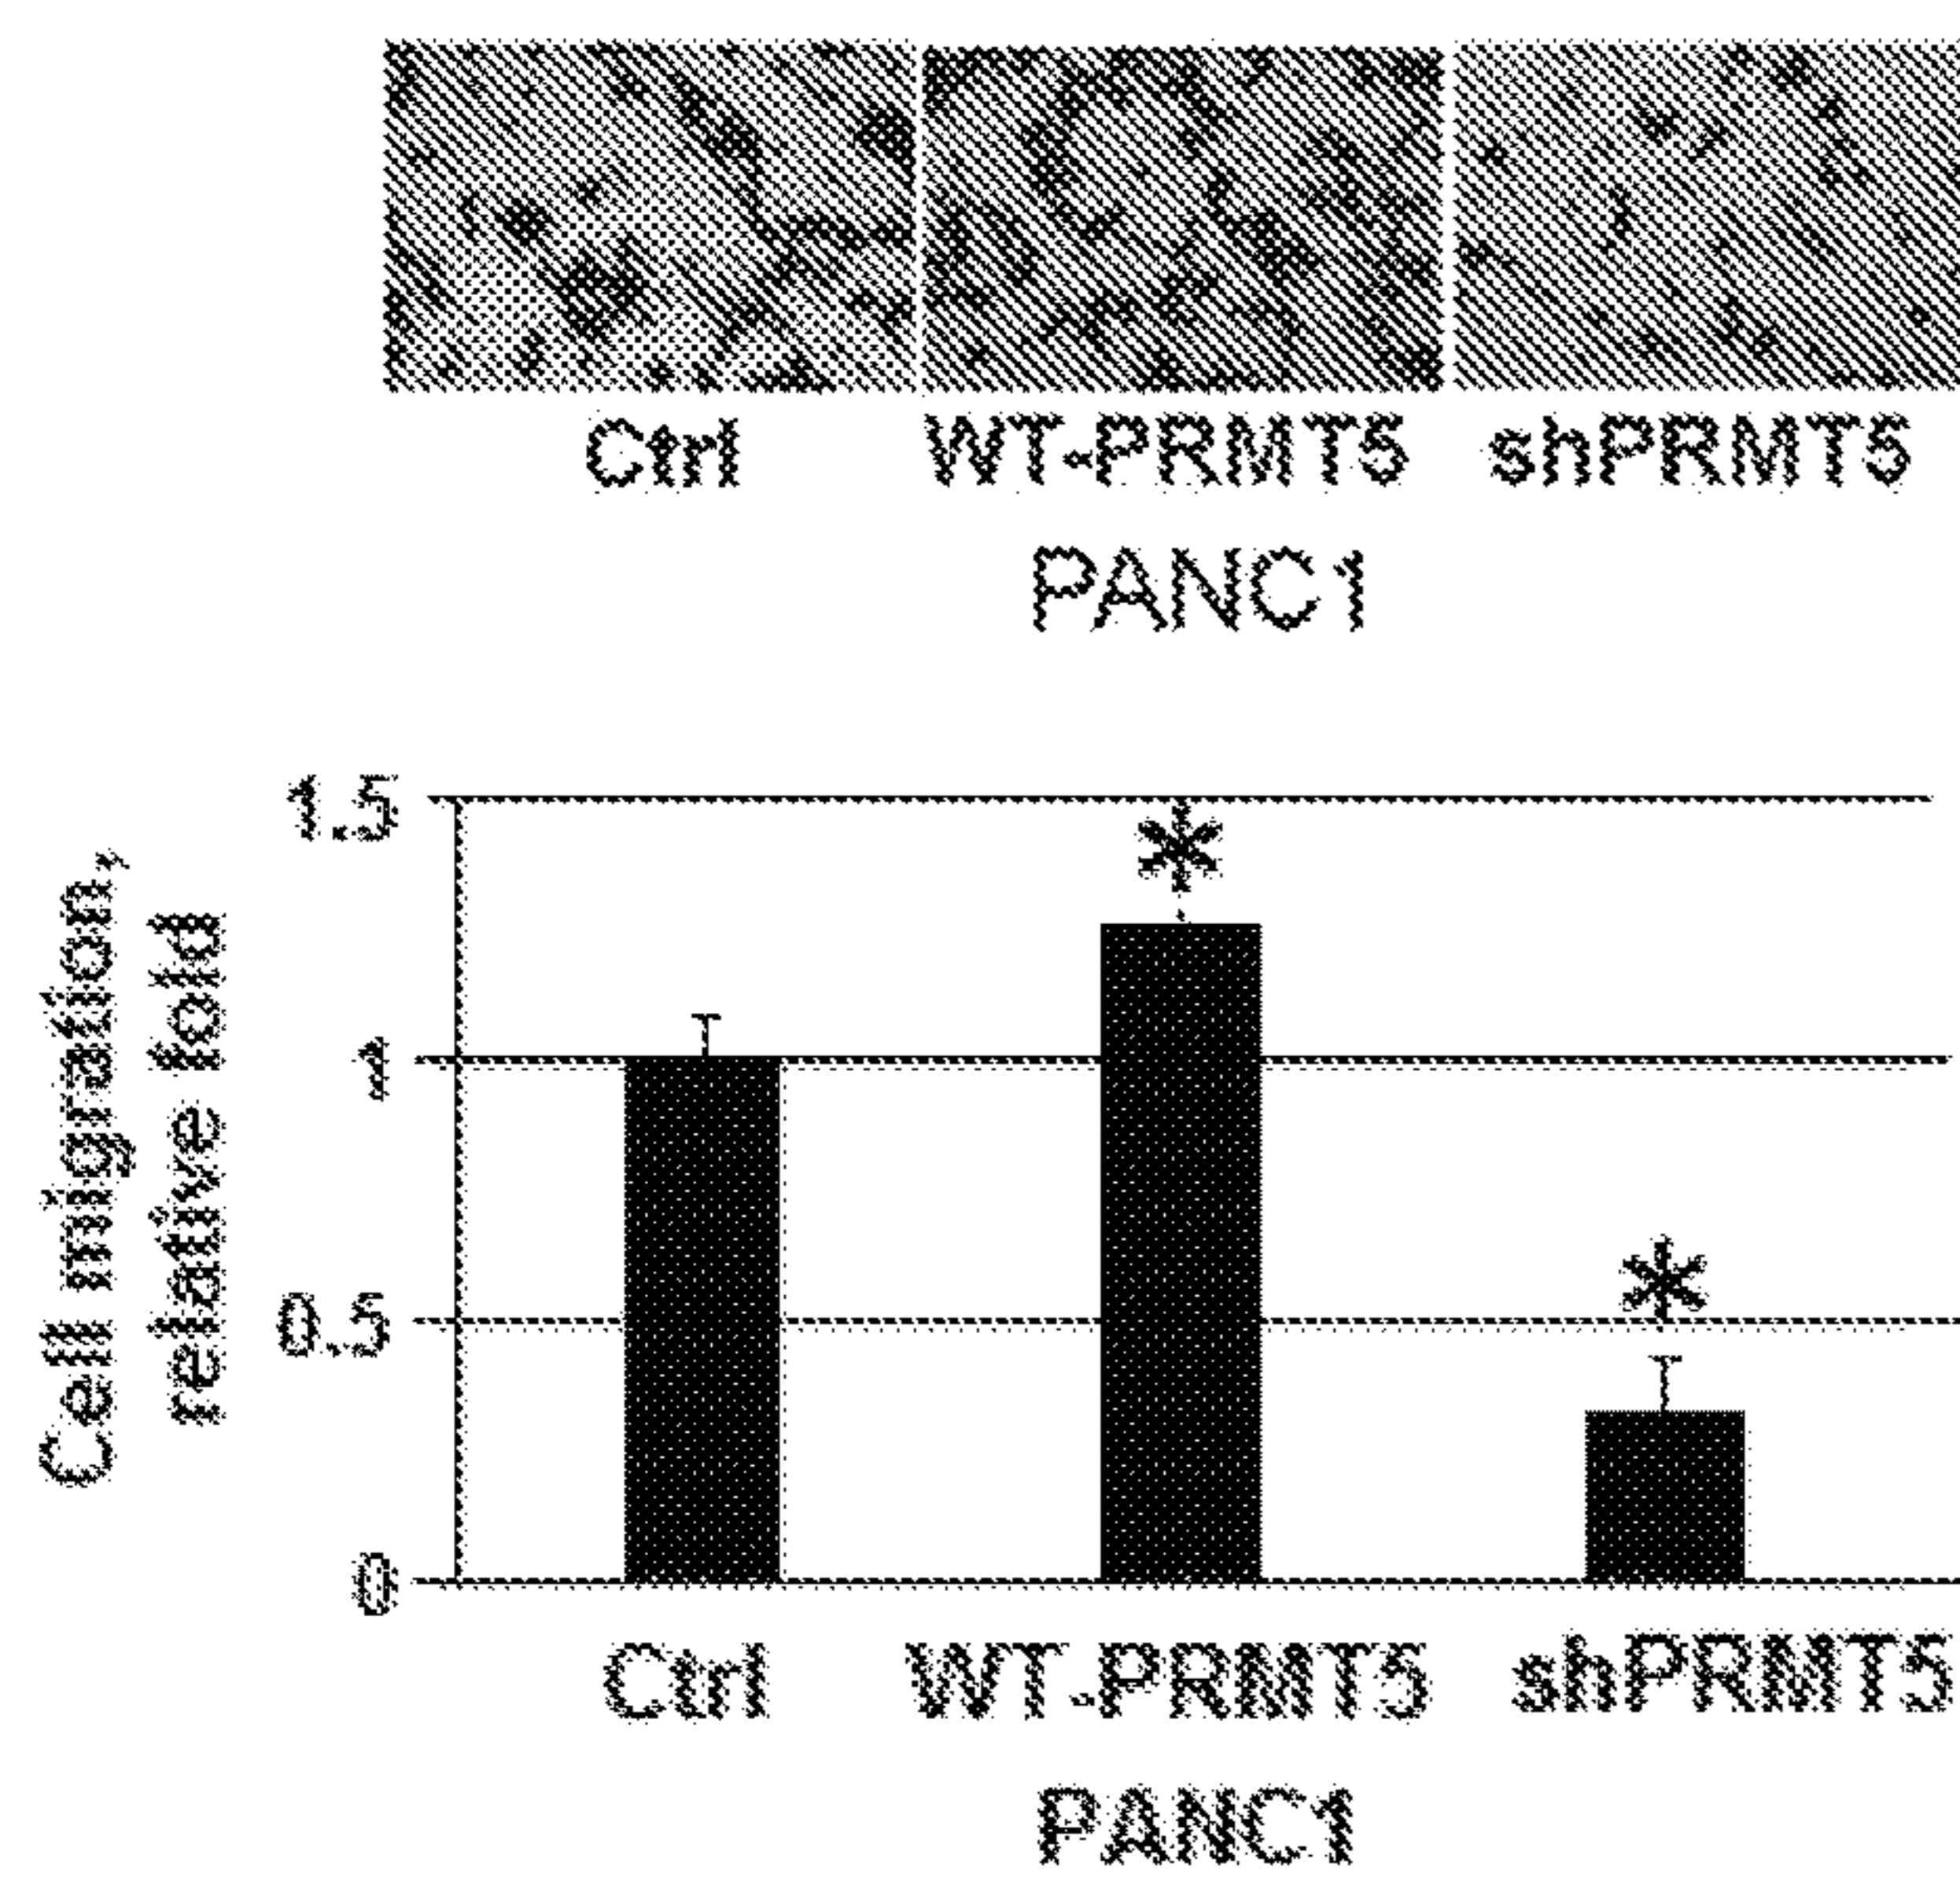 Ctrl WT-PRMT5 shPRMT5
PANC1
Cell migration,
relative fold
1.5
1
0.5
0
*
*
Ctrl WT-PRMT5 shPRMT5
PANC1